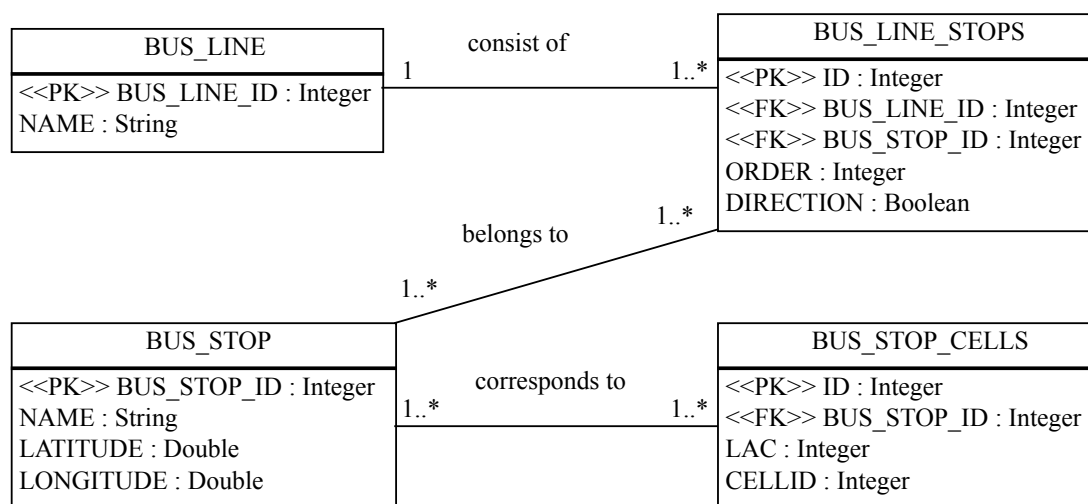 BUS_LINE
<<PK>> BUS_LINE_ID : Integer
NAME : String
consist of
1
1..*
BUS_LINE_STOPS
<<PK>> ID : Integer
<<FK>> BUS_LINE_ID : Integer
<<FK>> BUS_STOP_ID : Integer
ORDER : Integer
DIRECTION : Boolean
belongs to
1..*
1..*
BUS_STOP
<<PK>> BUS_STOP_ID : Integer
NAME : String
LATITUDE : Double
LONGITUDE : Double
corresponds to
1..*
1..*
BUS_STOP_CELLS
<<PK>> ID : Integer
<<FK>> BUS_STOP_ID : Integer
LAC : Integer
CELLID : Integer